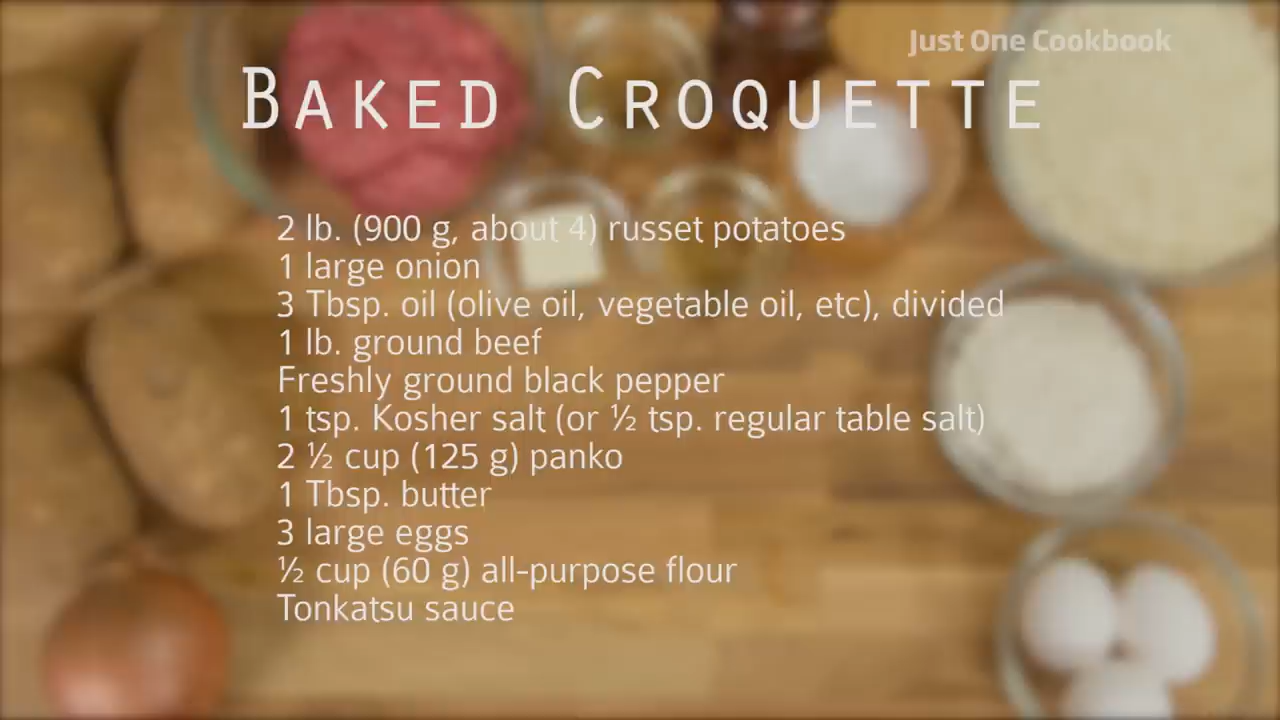 Just One Cookbook
BAKED CROQUETTE
2 lb. (900 g, about 4) russet potatoes
1 large onion
3 Tbsp. oil (olive oil, vegetable oil, etc), divided
1 lb. ground beef
Freshly ground black pepper
1 tsp. Kosher salt (or ½ tsp. regular table salt)
2 ½ cup (125 g) panko
1 Tbsp. butter
3 large eggs
½ cup (60 g) all-purpose flour
Tonkatsu sauce